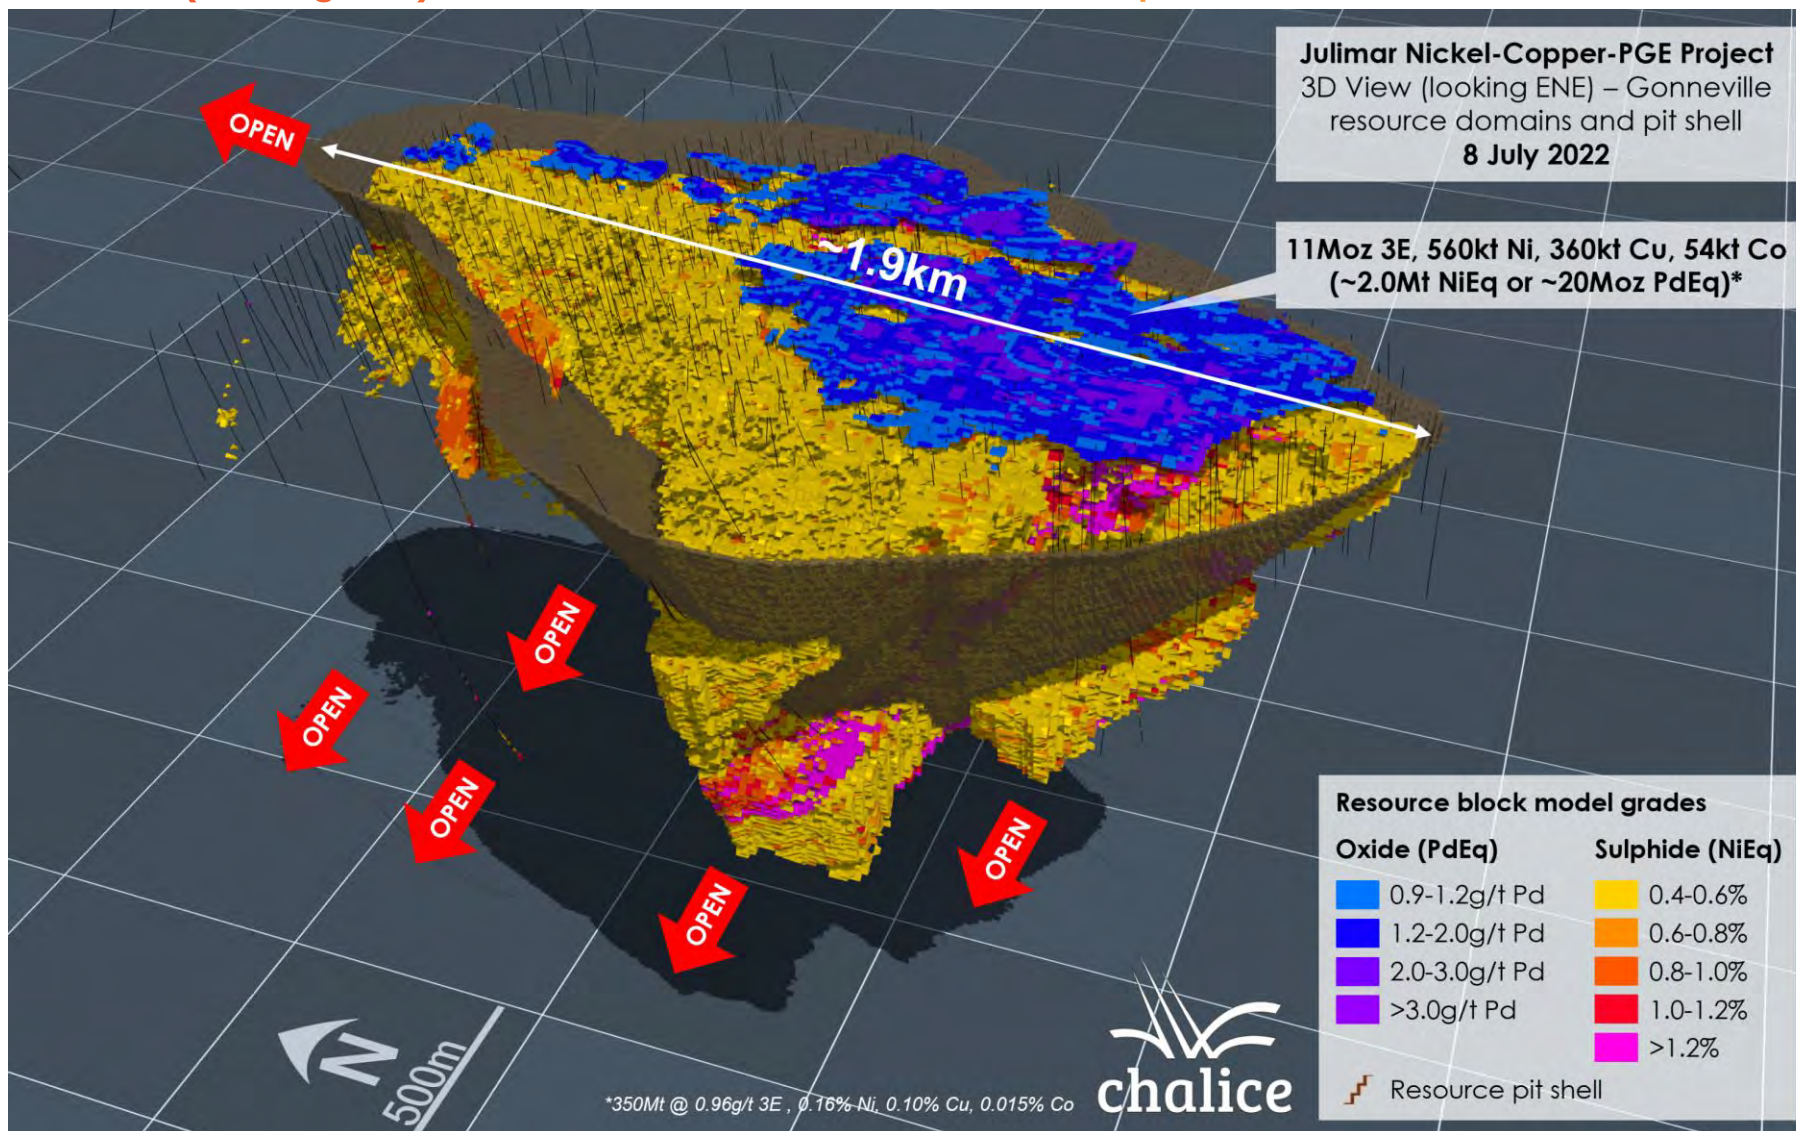 OPEN
Julimar Nickel-Copper-PGE Project
3D View (looking ENE) – Gonneville
resource domains and pit shell
8 July 2022
~1.9km
11Moz 3E, 560kt Ni, 360kt Cu, 54kt Co
(~2.0Mt NiEq or ~20Moz PdEq)*
OPEN
OPEN
OPEN
OPEN
OPEN
Resource block model grades
Oxide (PdEq)
0.9-1.2g/t Pd
1.2-2.0g/t Pd
2.0-3.0g/t Pd
>3.0g/t Pd
Sulphide (NiEq)
0.4-0.6%
0.6-0.8%
0.8-1.0%
1.0-1.2%
>1.2%
Resource pit shell
N
500m
*350Mt @ 0.96g/t 3E , 0.16% Ni, 0.10% Cu, 0.015% Co
chalice